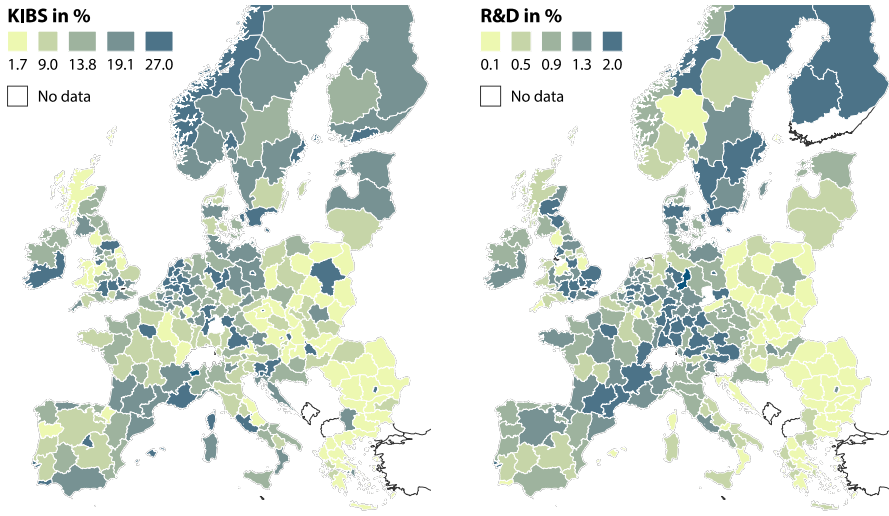 KIBS in %
1.7 9.0 13.8 19.1 27.0
No data
R&D in %
0.1 0.5 0.9 1.3 2.0
No data